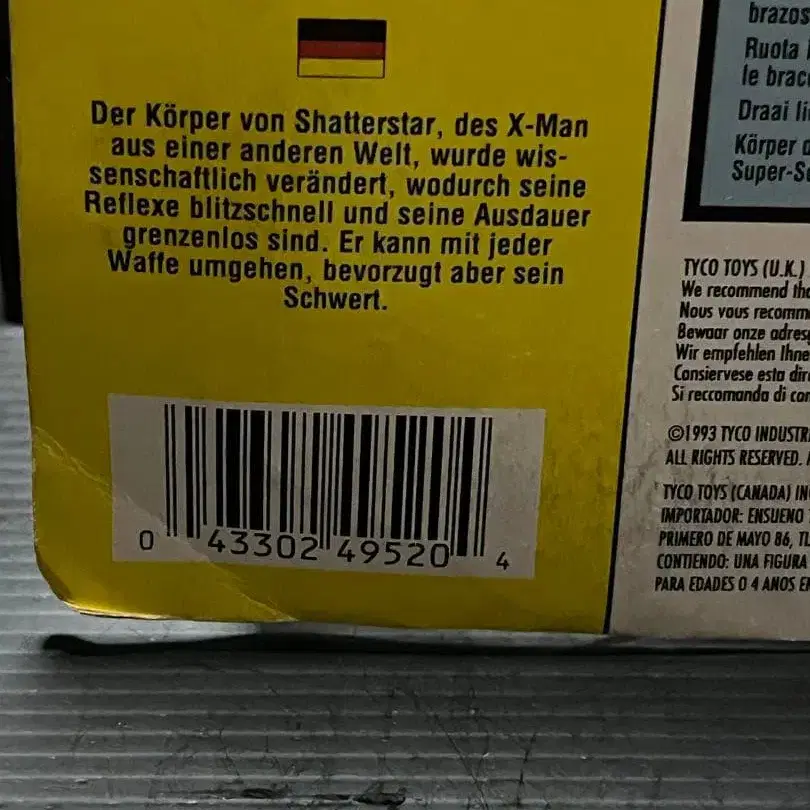 Der Körper von Shatterstar, des X-Man
aus einer anderen Welt, wurde wis-
senschaftlich verändert, wodurch seine
Reflexe blitzschnell und seine Ausdauer
grenzenlos sind. Er kann mit jeder
Waffe umgehen, bevorzugt aber sein
Schwert.
0 43302 49520 4
brazos
Ruota
le brac
Draai li
Körper d
Super-S
TYCO TOYS (U.K.)
We recommend tha
Nous vous recomm
Bewaar onze adres
Wir empfehlen Ihne
Consiervese esta dir
Si reccomanda di con
©1993 TYCO INDUSTR
ALL RIGHTS RESERVED.
TYCO TOYS (CANADA) IN
IMPORTADOR: ENSUENO
PRIMERO DE MAYO 86, TL
CONTIENDO: UNA FIGURA
PARA EDADES O 4 ANOS E